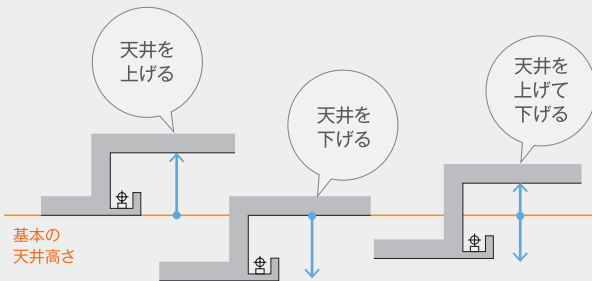 天井を
上げる
天井を
下げる
天井を
上げて
下げる
基本の
天井高さ